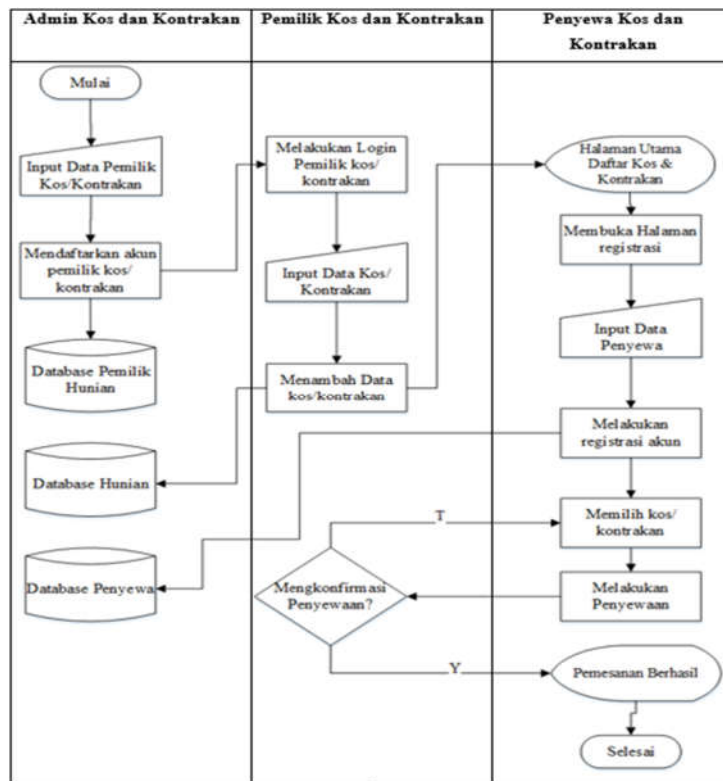 Admin Kos dan Kontrakan
Pemilik Kos dan Kontrakan
Penyewa Kos dan
Kontrakan
Mulai
Input Data Pemilik
Kos/Kontrakan
Mendaftarkan akun
pemilik kos/
kontrakan
Database Pemilik
Hunian
Database Hunian
Database Penyewa
Melakukan Login
Pemilik kos/
kontrakan
Input Data Kos/
Kontrakan
Menambah Data
kos/kontrakan
T
Mengkonfirmasi
Penyewaan?
Y
Halaman Utama
Daftar Kos &
Kontrakan
Membuka Halaman
registrasi
Input Data
Penyewa
Melakukan
registrasi akun
Memilih kos/
kontrakan
Melakukan
Penyewaan
Pemesanan Berhasil
Selesai